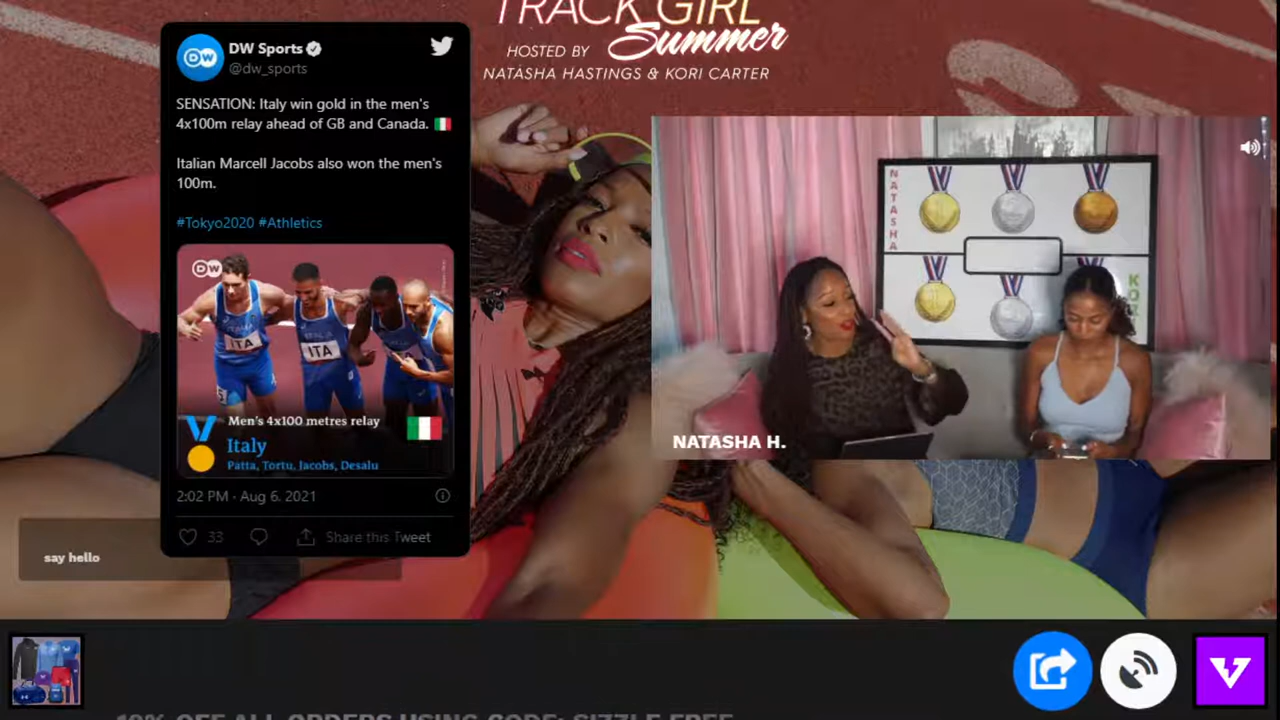 TRACK GIRL
Summer
HOSTED BY
NATASHA HASTINGS & KORI CARTER
DW Sports
@dw_sports
SENSATION: Italy win gold in the men's
4x100m relay ahead of GB and Canada. 🇮🇹
Italian Marcell Jacobs also won the men's
100m.
#Tokyo2020 #Athletics
DW
ITA
ITA
Men's 4x100 metres relay
Italy
Patta, Tortu, Jacobs, Desalu
2:02 PM · Aug 6, 2021
33
Share this Tweet
say hello
NATASHA
KORI
NATASHA H.
10% OFF ALL ORDERS USING CODE: SIZZLE FREE